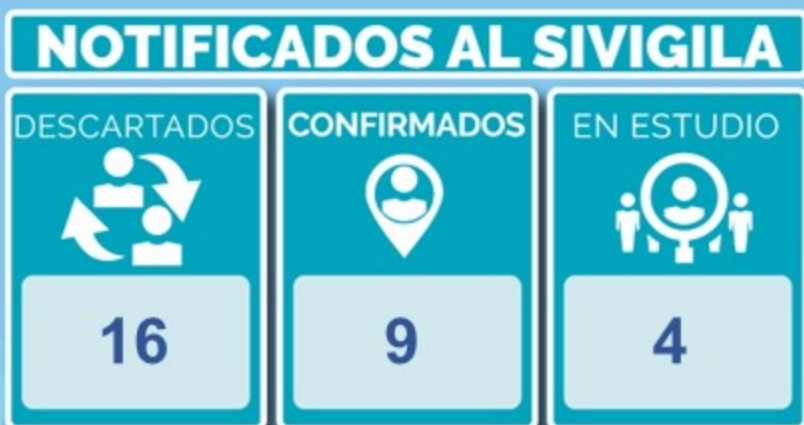 NOTIFICADOS AL SIVIGILA
DESCARTADOS
16
CONFIRMADOS
9
EN ESTUDIO
4